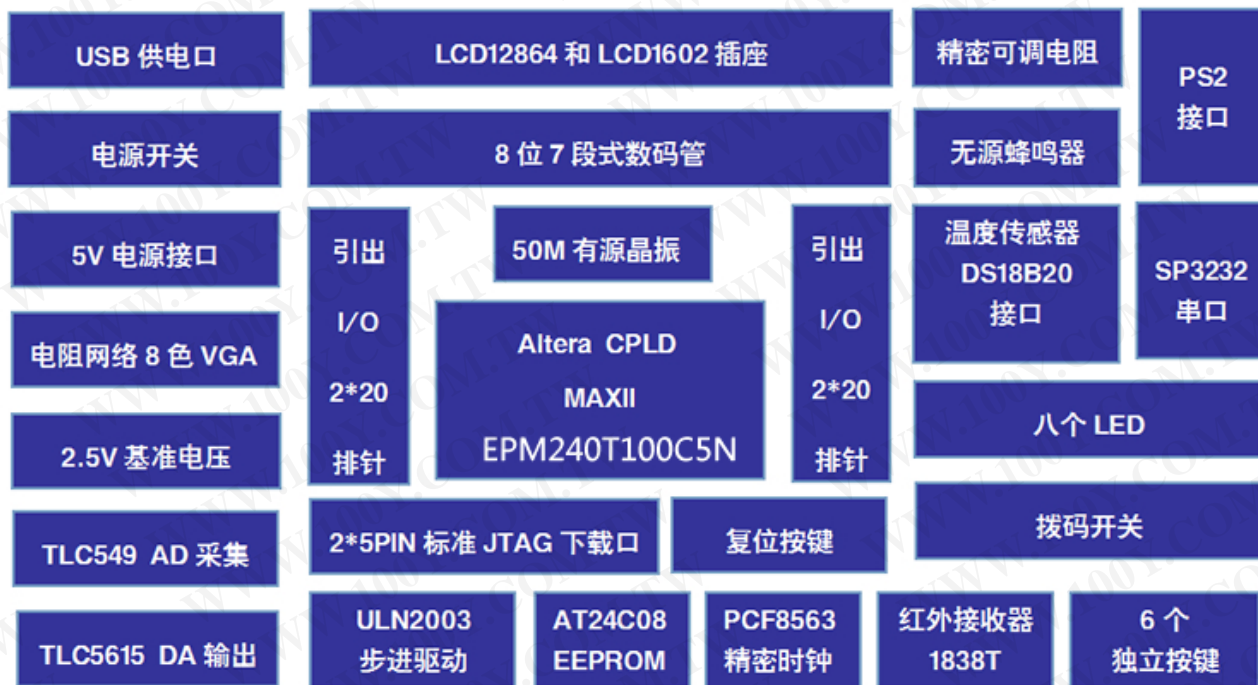 USB 供电口
LCD12864 和 LCD1602 插座
精密可调电阻
PS2
接口
电源开关
8 位 7 段式数码管
无源蜂鸣器
5V 电源接口
引出
I/O
2*20
排针
50M 有源晶振
引出
I/O
2*20
排针
温度传感器
DS18B20
接口
SP3232
串口
电阻网络 8 色 VGA
Altera CPLD
MAXII
EPM240T100C5N
八个 LED
2.5V 基准电压
TLC549 AD 采集
2*5PIN 标准 JTAG 下载口
复位按键
拨码开关
TLC5615 DA 输出
ULN2003
步进驱动
AT24C08
EEPROM
PCF8563
精密时钟
红外接收器
1838T
6 个
独立按键
WWW.100Y.COM.TW